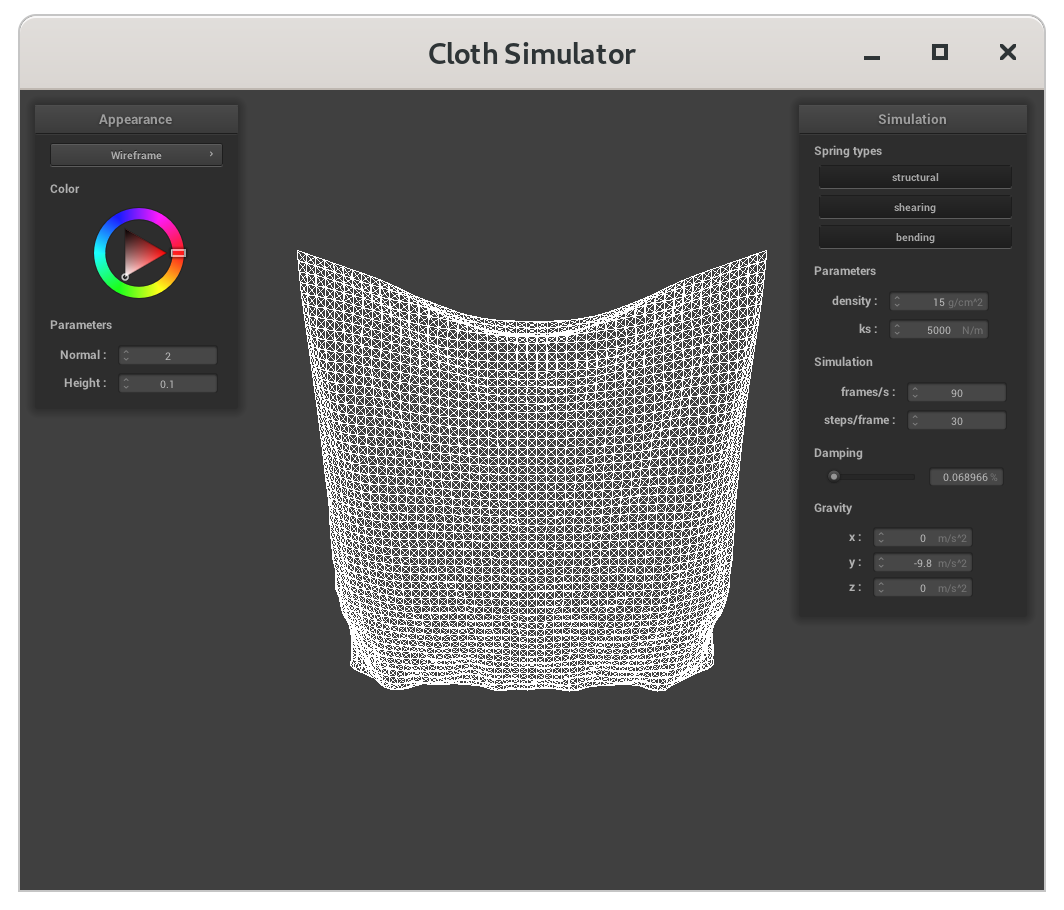 Cloth Simulator
Appearance
Wireframe
Color
Parameters
Normal : 2
Height : 0.1
Simulation
Spring types
structural
shearing
bending
Parameters
density : 15 g/cm^2
ks : 5000 N/m
Simulation
frames/s : 90
steps/frame : 30
Damping
0.068966 %
Gravity
x : 0 m/s^2
y : -9.8 m/s^2
z : 0 m/s^2